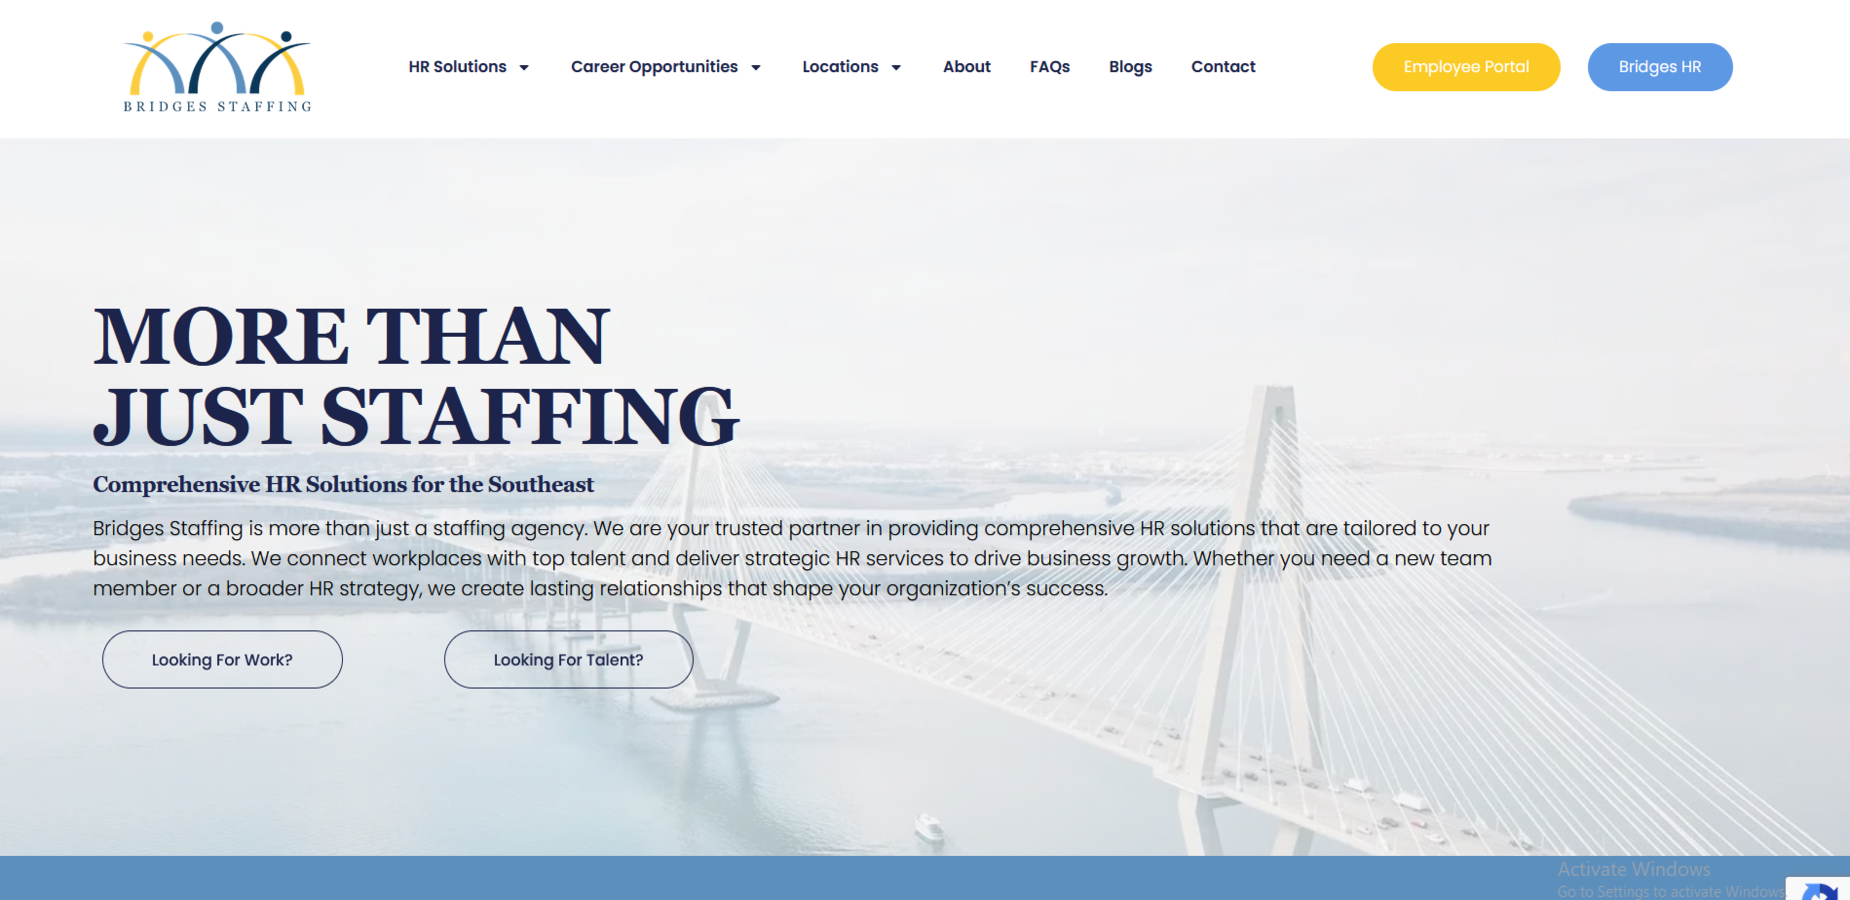 BRIDGES STAFFING
HR Solutions
Career Opportunities
Locations
About
FAQs
Blogs
Contact
Employee Portal
Bridges HR
MORE THAN
JUST STAFFING
Comprehensive HR Solutions for the Southeast
Bridges Staffing is more than just a staffing agency. We are your trusted partner in providing comprehensive HR solutions that are tailored to your
business needs. We connect workplaces with top talent and deliver strategic HR services to drive business growth. Whether you need a new team
member or a broader HR strategy, we create lasting relationships that shape your organization’s success.
Looking For Work?
Looking For Talent?
Activate Windows
Go to Settings to activate Windows